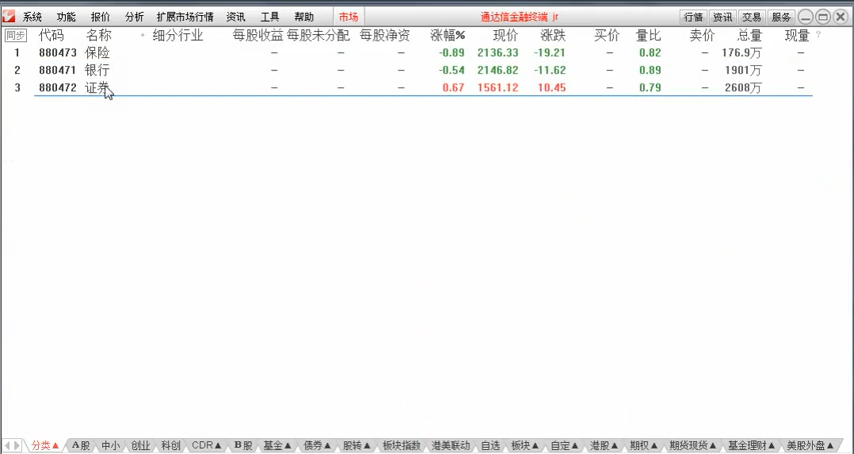 系统 功能 报价 分析 扩展市场行情 资讯 工具 帮助 市场 通达信金融终端 jr 行情 资讯 交易 服务
同步 代码 名称 细分行业 每股收益 每股未分配 每股净资 涨幅% 现价 涨跌 买价 量比 卖价 总量 现量 ?
1 880473 保险 – – – -0.89 2136.33 -19.21 – 0.82 – 176.9万 –
2 880471 银行 – – – -0.54 2146.82 -11.62 – 0.89 – 1901万 –
3 880472 证券 – – – 0.67 1561.12 10.45 – 0.79 – 2608万 –
分类▲ A股 中小 创业 科创 CDR▲ B股 基金▲ 债券▲ 股转▲ 板块指数 港美联动 自选 板块▲ 自定▲ 港股▲ 期权▲ 期货现货▲ 基金理财▲ 美股外盘▲